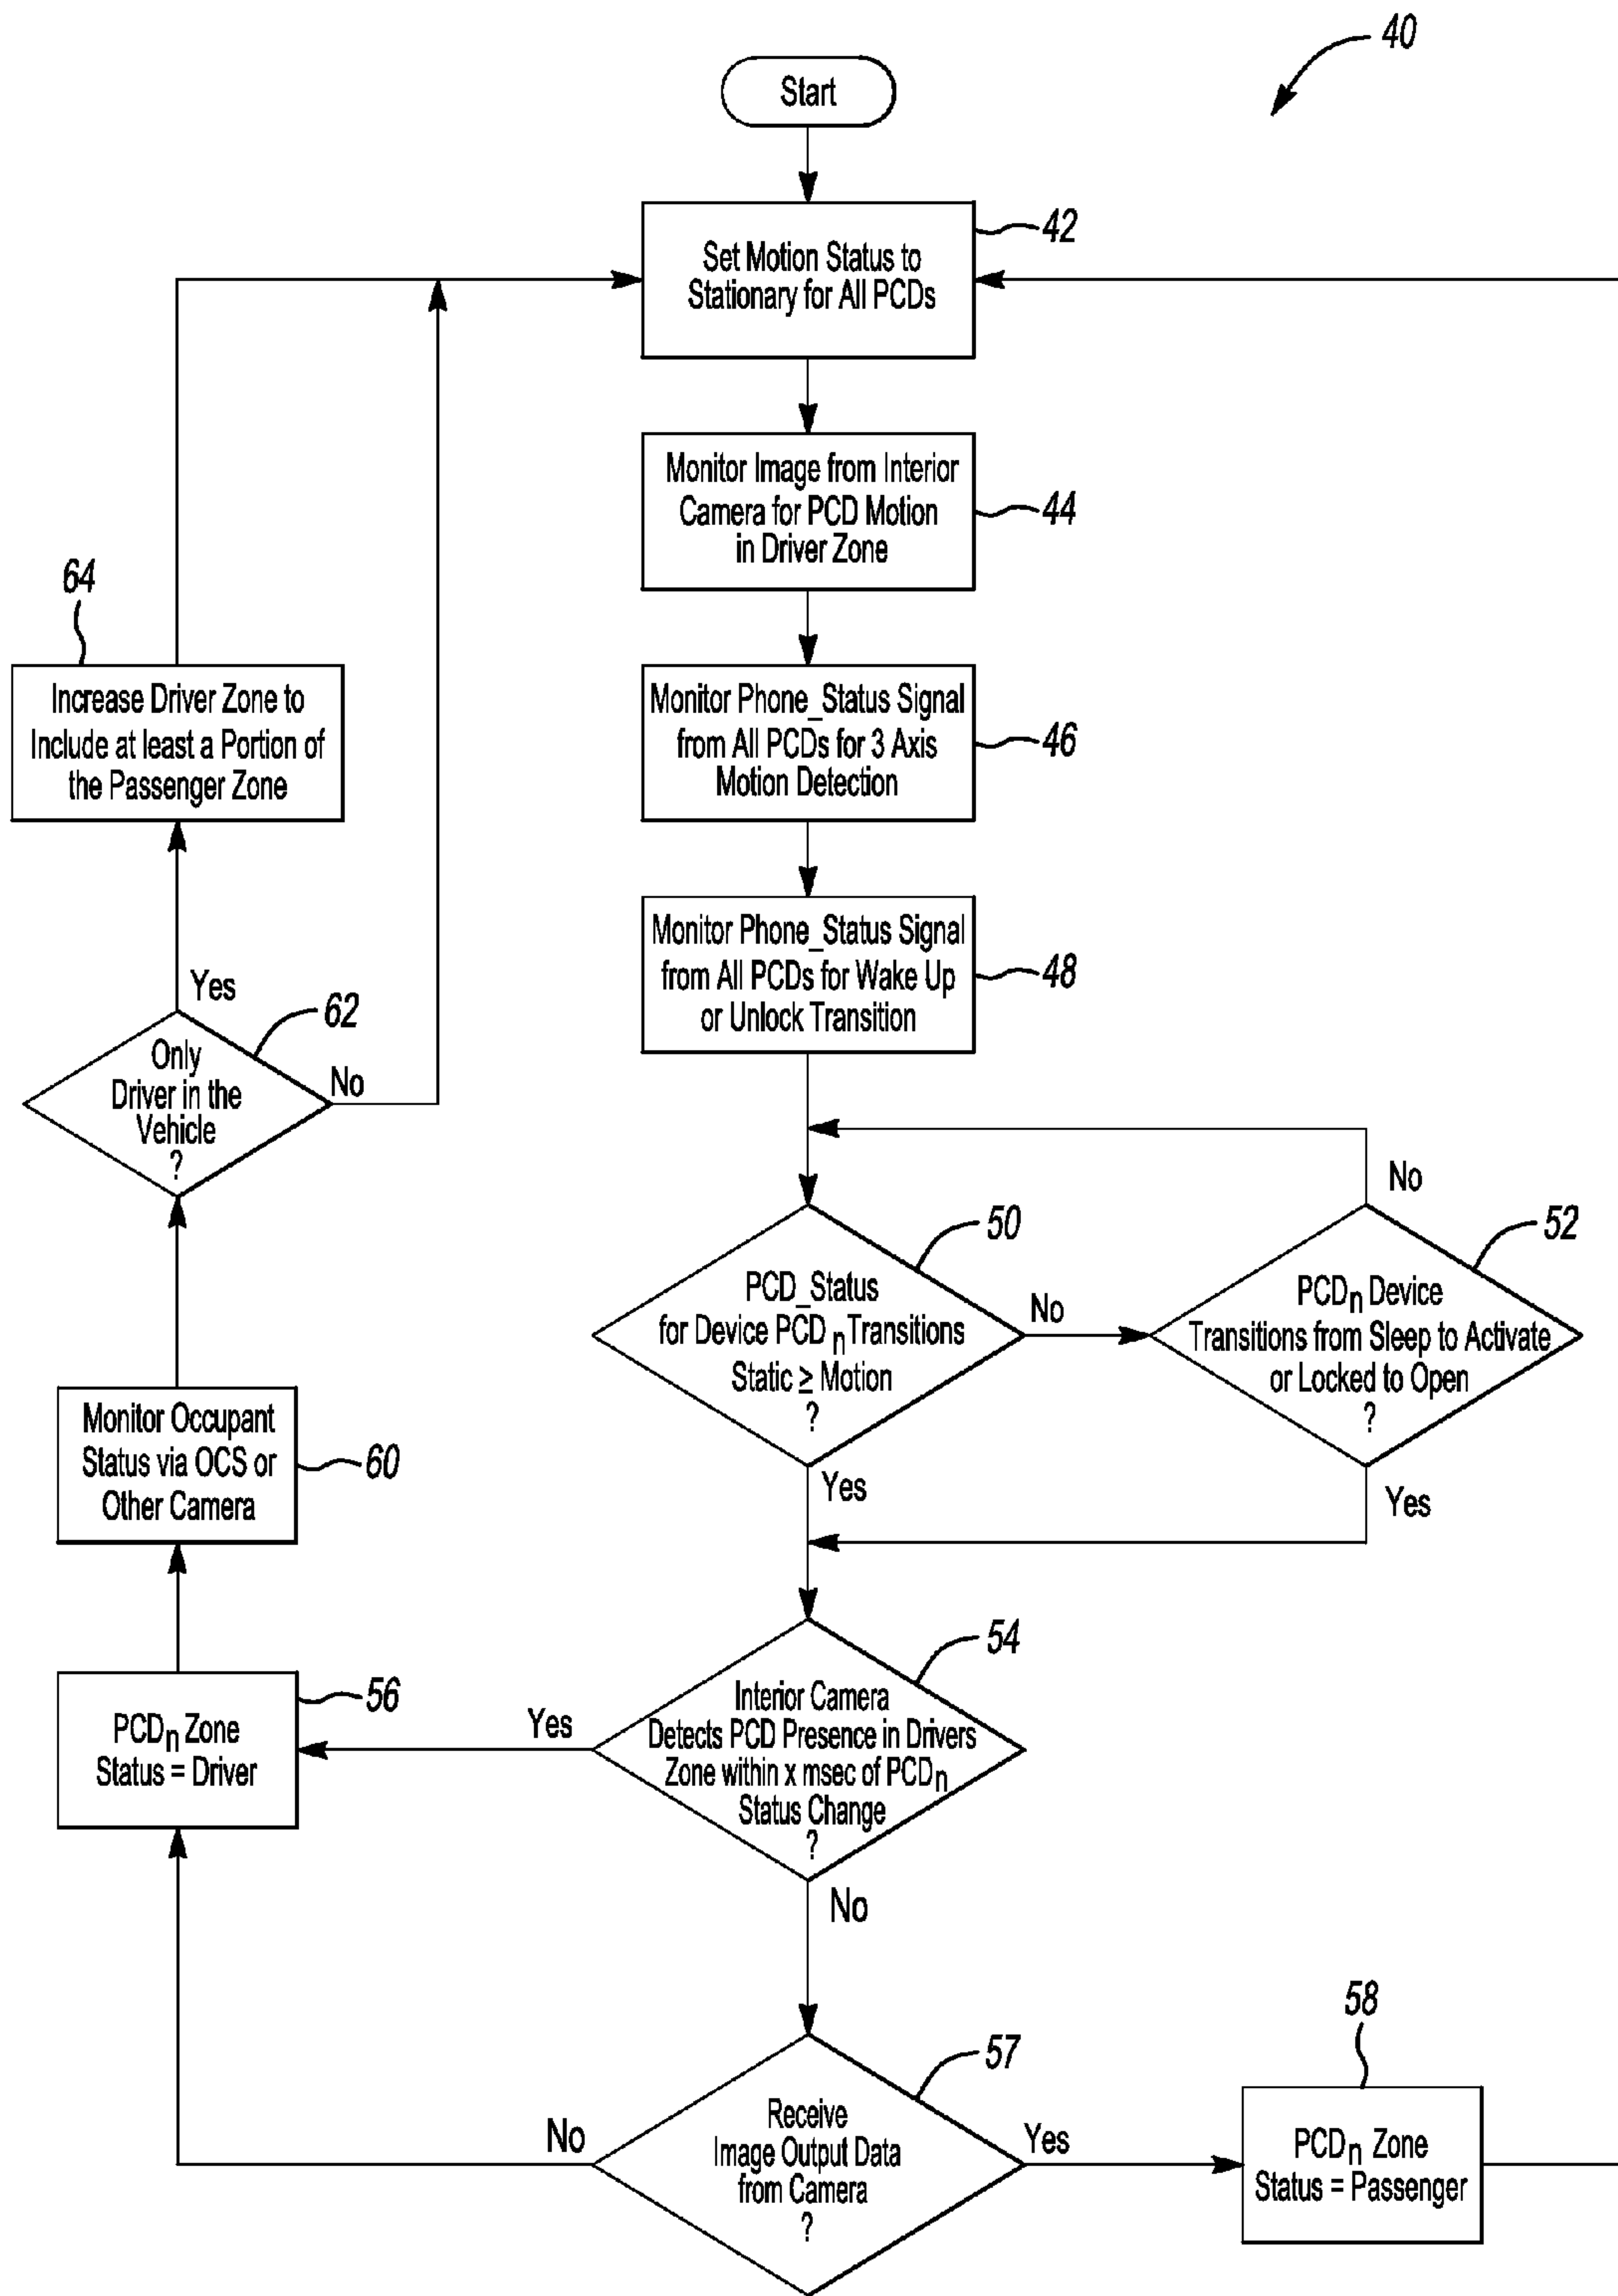 40
Start
42
Set Motion Status to
Stationary for All PCDs
Monitor Image from Interior
Camera for PCD Motion
in Driver Zone
44
64
Increase Driver Zone to
Include at least a Portion of
the Passenger Zone
Monitor Phone_Status Signal
from All PCDs for 3 Axis
Motion Detection
46
Monitor Phone_Status Signal
from All PCDs for Wake Up
or Unlock Transition
48
Yes
62
Only
Driver in the
Vehicle
?
No
No
50
PCD_Status
for Device PCDn Transitions
Static ≥ Motion
?
No
52
PCDn Device
Transitions from Sleep to Activate
or Locked to Open
?
Monitor Occupant
Status via OCS or
Other Camera
60
Yes
Yes
54
Interior Camera
Detects PCD Presence in Drivers
Zone within x msec of PCDn
Status Change
?
Yes
56
PCDn Zone
Status = Driver
No
57
Receive
Image Output Data
from Camera
?
No
Yes
58
PCDn Zone
Status = Passenger